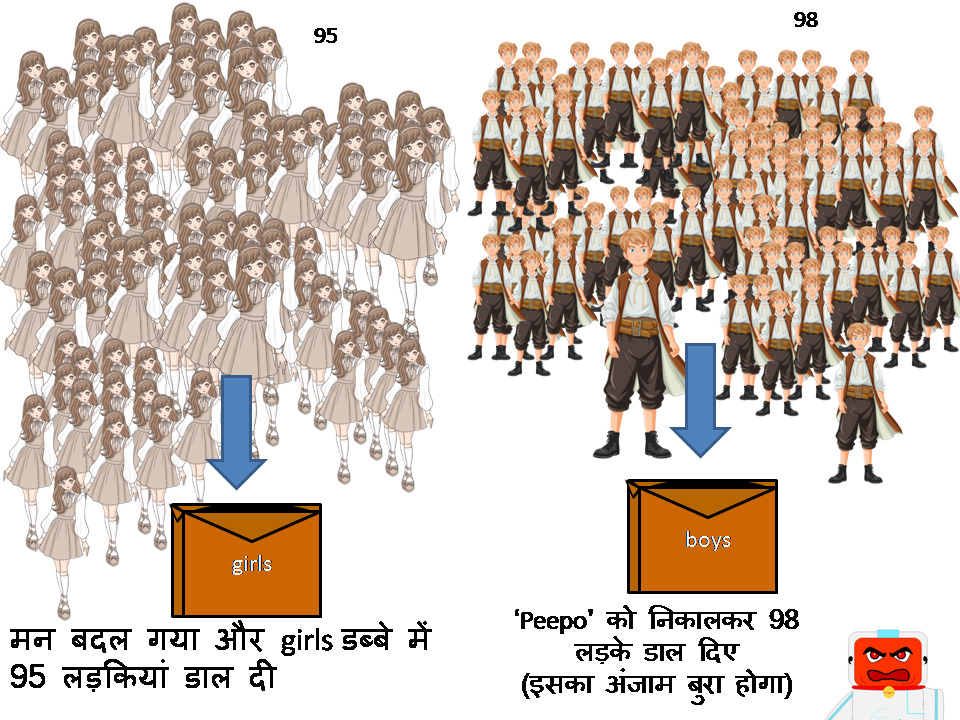 95
98
girls
boys
मन बदल गया और girls डब्बे में
95 लड़कियां डाल दी
‘Peepo’ को निकालकर 98
लड़के डाल दिए
(इसका अंजाम बुरा होगा)